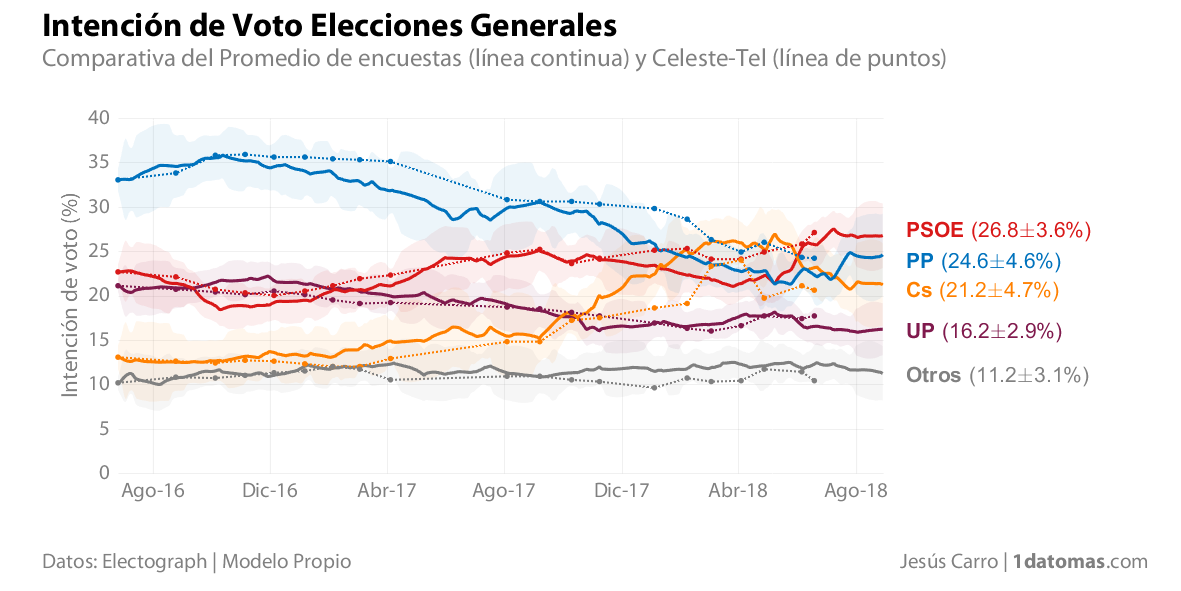 Intención de Voto Elecciones Generales
Comparativa del Promedio de encuestas (línea continua) y Celeste-Tel (línea de puntos)
Intención de voto (%)
40
35
30
25
20
15
10
5
0
Ago-16 Dic-16 Abr-17 Ago-17 Dic-17 Abr-18 Ago-18
PSOE (26.8±3.6%)
PP (24.6±4.6%)
Cs (21.2±4.7%)
UP (16.2±2.9%)
Otros (11.2±3.1%)
Datos: Electograph | Modelo Propio
Jesús Carro | 1datomas.com